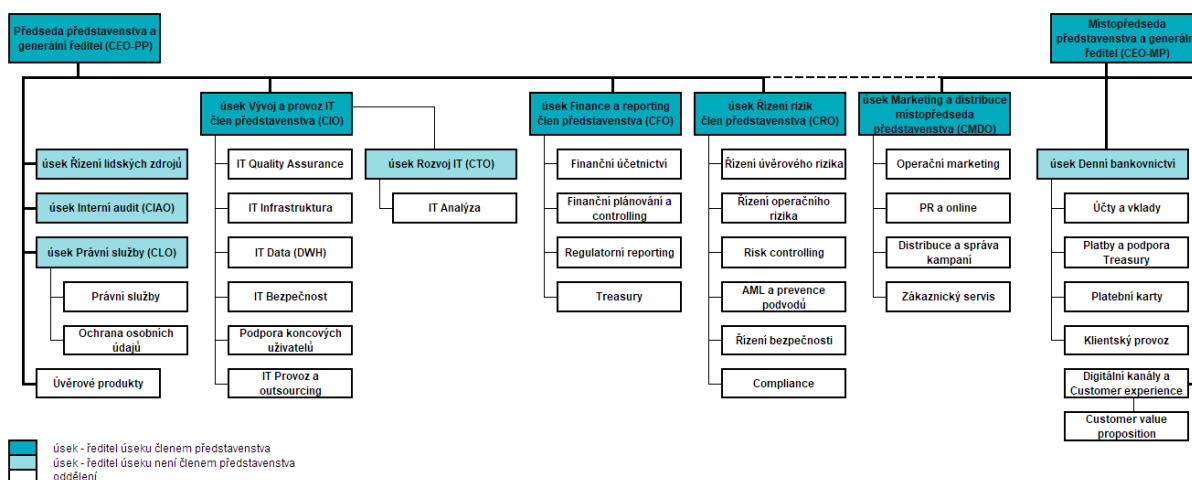 Předseda představenstva a
generální ředitel (CEO-PP)
Místopředseda
představenstva a generální
ředitel (CEO-MP)
úsek Vývoj a provoz IT
člen představenstva (CIO)
úsek Finance a reporting
člen představenstva (CFO)
úsek Řízení rizik
člen představenstva (CRO)
úsek Marketing a distribuce
místopředseda
představenstva (CMDO)
úsek Řízení lidských zdrojů
úsek Interní audit (CIAO)
úsek Právní služby (CLO)
Právní služby
Ochrana osobních
údajů
Úvěrové produkty
IT Quality Assurance
IT Infrastruktura
IT Data (DWH)
IT Bezpečnost
Podpora koncových
uživatelů
IT Provoz a
outsourcing
úsek Rozvoj IT (CTO)
IT Analýza
Finanční účetnictví
Finanční plánování a
controlling
Regulatorní reporting
Treasury
Řízení úvěrového rizika
Řízení operačního
rizika
Risk controlling
AML a prevence
podvodů
Řízení bezpečnosti
Compliance
Operační marketing
PR a online
Distribuce a správa
kampaní
Zákaznický servis
úsek Denní bankovnictví
Účty a vklady
Platby a podpora
Treasury
Platební karty
Klientský provoz
Digitální kanály a
Customer experience
Customer value
proposition
úsek - ředitel úseku členem představenstva
úsek - ředitel úseku není členem představenstva
oddělení